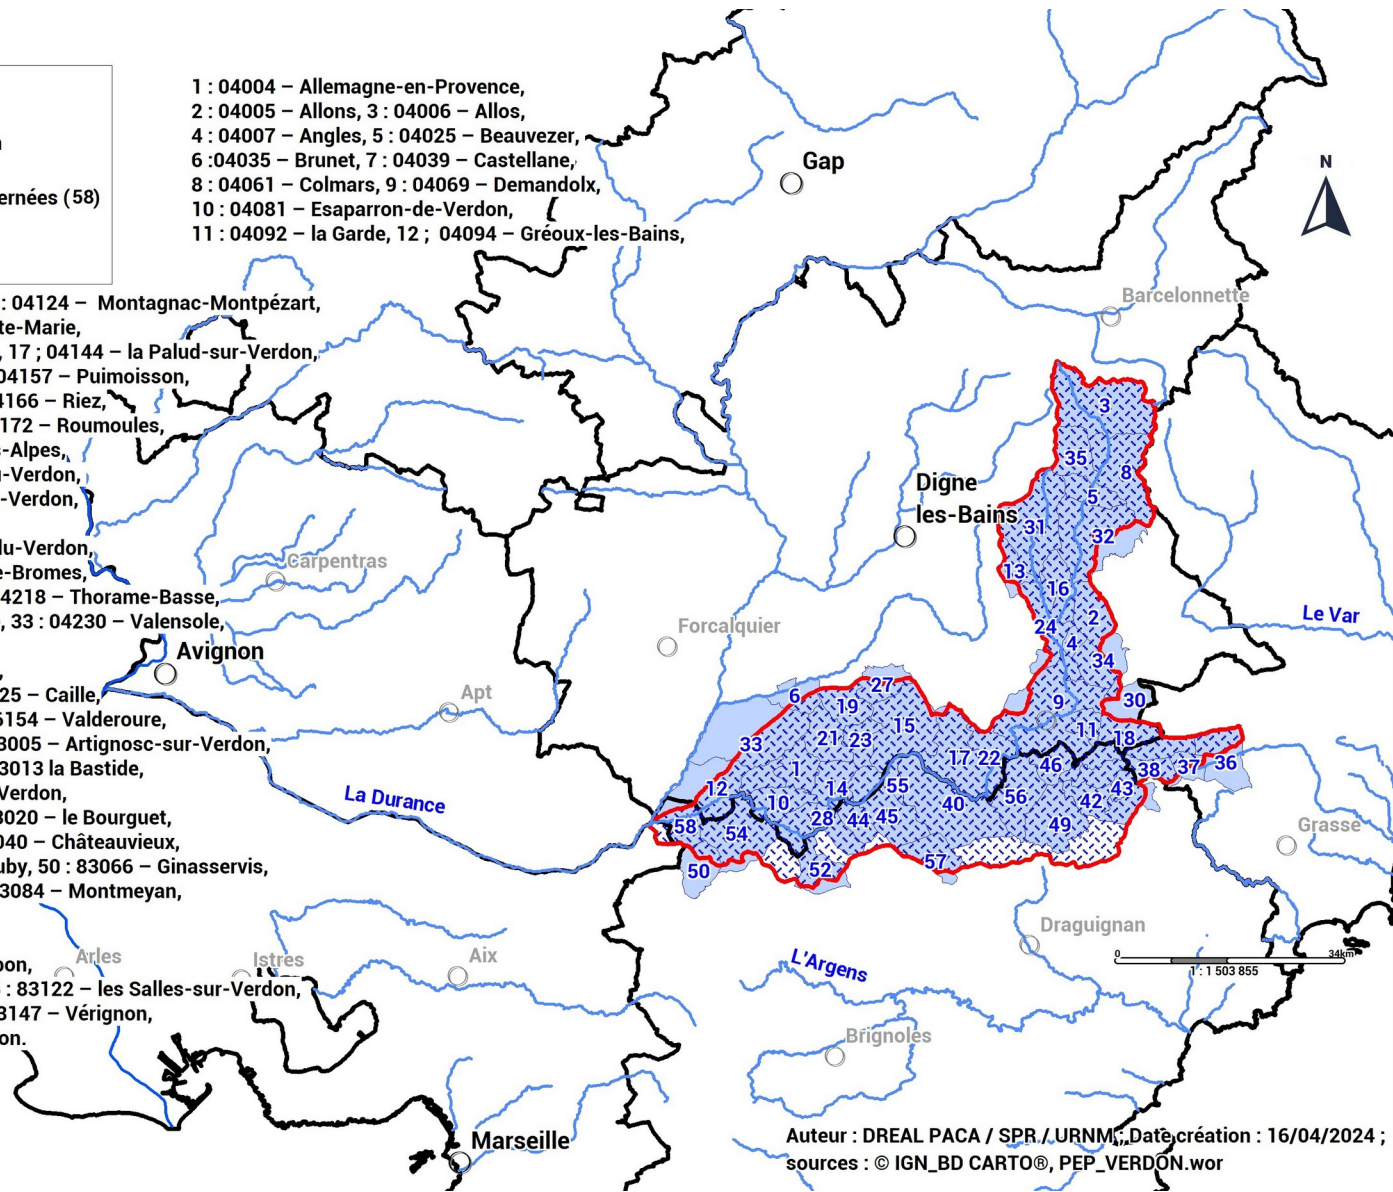 1 : 04004 – Allemagne-en-Provence,
2 : 04005 – Allons, 3 : 04006 – Allos,
4 : 04007 – Angles, 5 : 04025 – Beauvezer,
6 :04035 – Brunet, 7 : 04039 – Castellane,
8 : 04061 – Colmars, 9 : 04069 – Demandolx,
10 : 04081 – Esaparron-de-Verdon,
11 : 04092 – la Garde, 12 ; 04094 – Gréoux-les-Bains,
ernées (58)
: 04124 – Montagnac-Montpézart,
te-Marie,
, 17 ; 04144 – la Palud-sur-Verdon,
04157 – Puimoisson,
4166 – Riez,
172 – Roumoules,
s-Alpes,
u-Verdon,
-Verdon,
du-Verdon,
e-Bromes,
4218 – Thorame-Basse,
, 33 : 04230 – Valensole,
,
25 – Caille,
6154 – Valderoure,
3005 – Artignosc-sur-Verdon,
3013 la Bastide,
Verdon,
3020 – le Bourguet,
040 – Châteauvieux,
uby, 50 : 83066 – Ginasservis,
3084 – Montmeyan,
oon,
: 83122 – les Salles-sur-Verdon,
3147 – Vérignon,
on.
Gap
N
Barcelonnette
Digne
les-Bains
Carpentras
Forcalquier
Avignon
Apt
Le Var
La Durance
Grasse
Draguignan
Arles
Istres
Aix
L'Argens
Brignoles
Marseille
3
35
8
5
31
32
13
16
2
24
4
34
9
30
6
27
19
15
33
21
23
11
18
17
22
46
38
37
36
1
12
10
14
55
40
56
42
43
58
54
28
44
45
49
50
52
57
0
34km
1 : 1 503 855
Auteur : DREAL PACA / SPR / URNM ; Date création : 16/04/2024 ;
sources : © IGN_BD CARTO®, PEP_VERDON.wor